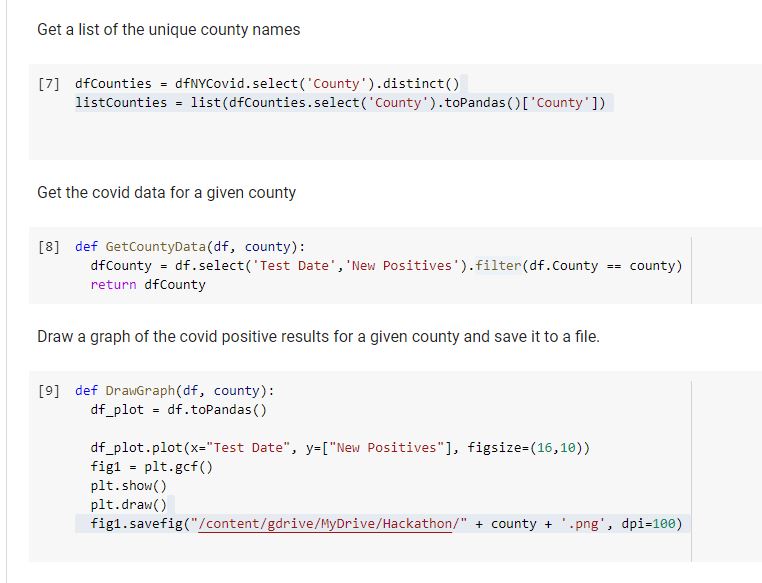 Get a list of the unique county names
[7] dfCounties = dfNYCovid.select('County').distinct()
listCounties = list(dfCounties.select('County').toPandas()['County'])
Get the covid data for a given county
[8] def GetCountyData(df, county):
dfCounty = df.select('Test Date','New Positives').filter(df.County == county)
return dfCounty
Draw a graph of the covid positive results for a given county and save it to a file.
[9] def DrawGraph(df, county):
df_plot = df.toPandas()
df_plot.plot(x="Test Date", y=["New Positives"], figsize=(16,10))
fig1 = plt.gcf()
plt.show()
plt.draw()
fig1.savefig("/content/gdrive/MyDrive/Hackathon/" + county + '.png', dpi=100)